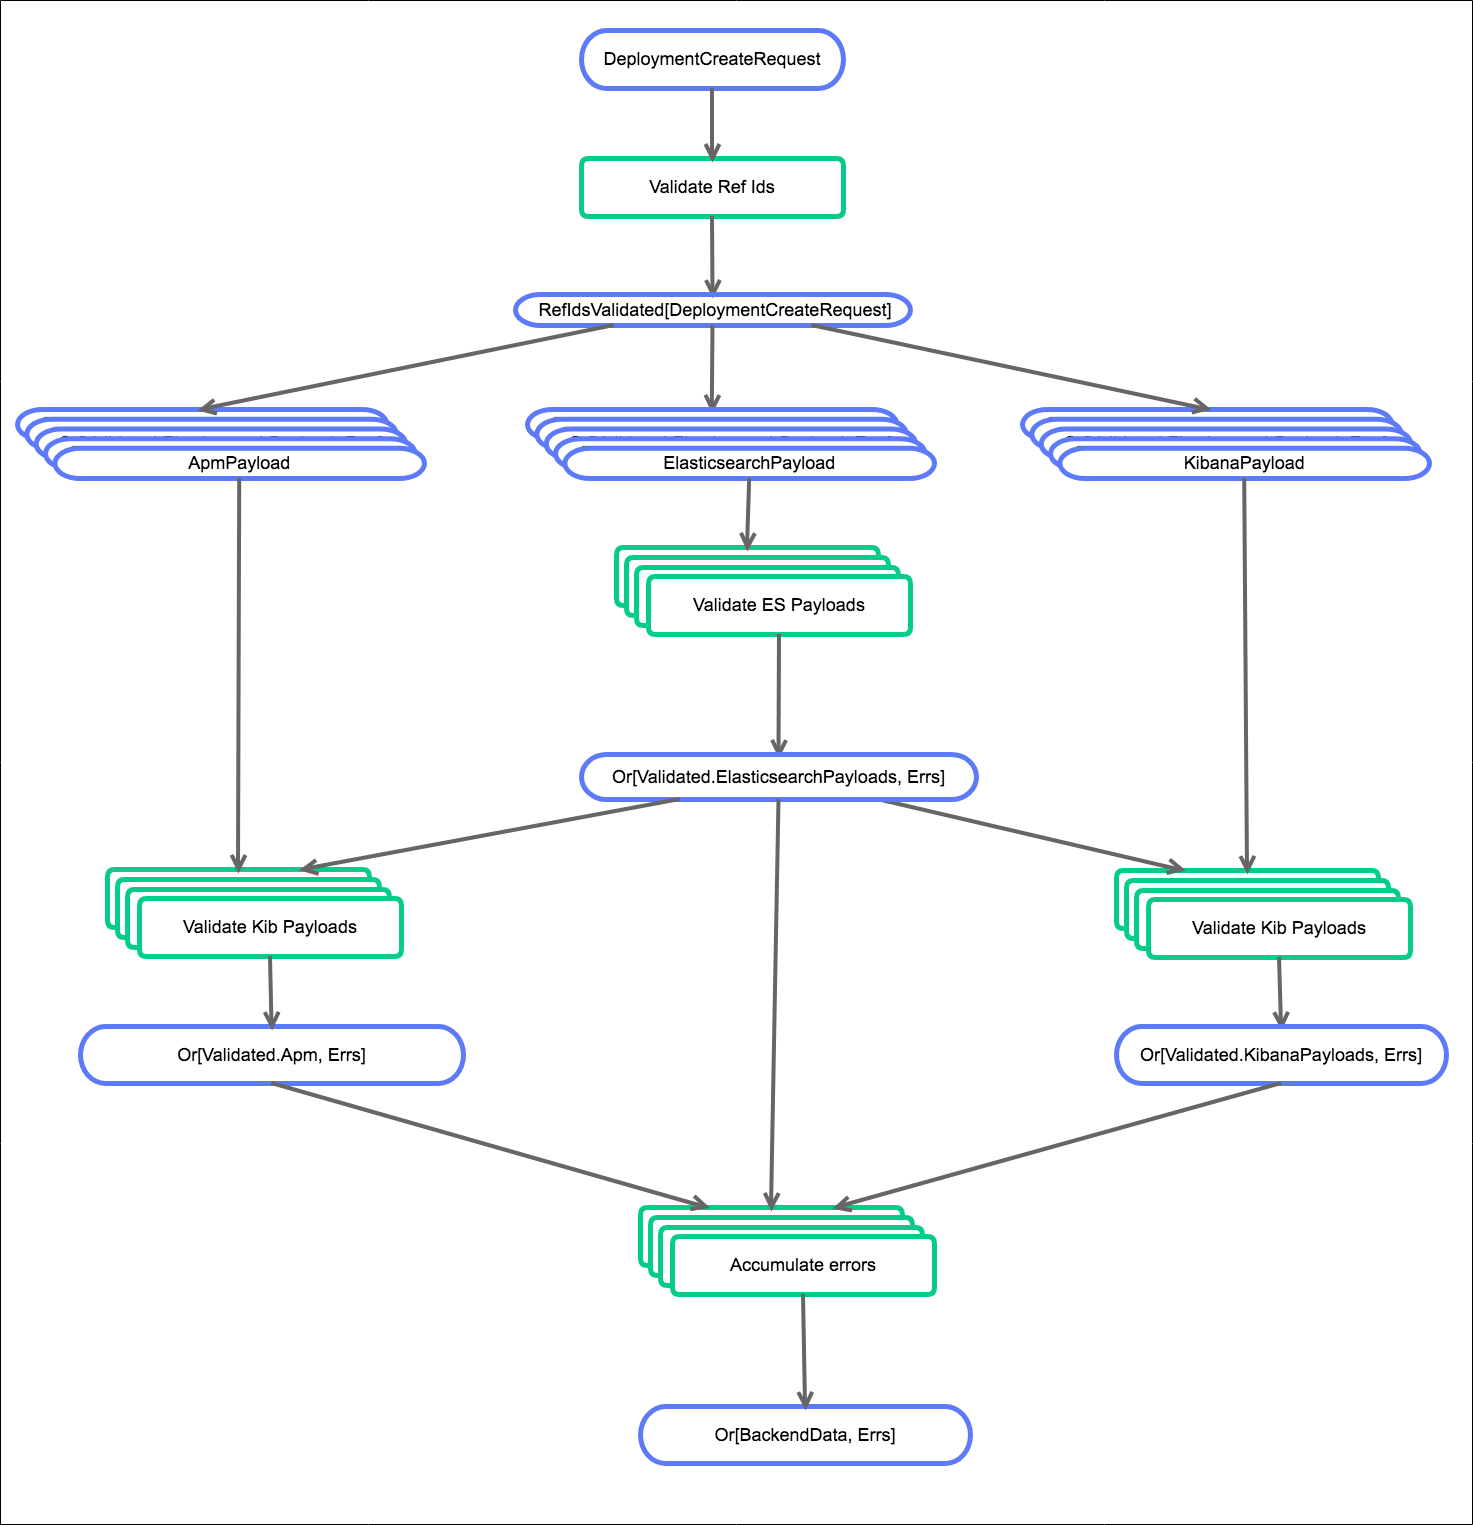 DeploymentCreateRequest
Validate Ref Ids
RefIdsValidated[DeploymentCreateRequest]
ApmPayload
ElasticsearchPayload
KibanaPayload
Validate ES Payloads
Or[Validated.ElasticsearchPayloads, Errs]
Validate Kib Payloads
Validate Kib Payloads
Or[Validated.Apm, Errs]
Or[Validated.KibanaPayloads, Errs]
Accumulate errors
Or[BackendData, Errs]